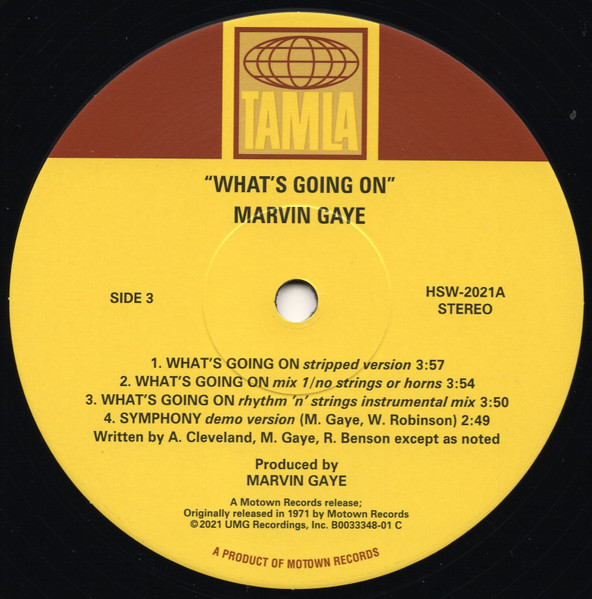 TAMLA
“WHAT’S GOING ON”
MARVIN GAYE
SIDE 3
HSW-2021A
STEREO
1. WHAT’S GOING ON stripped version 3:57
2. WHAT’S GOING ON mix 1/no strings or horns 3:54
3. WHAT’S GOING ON rhythm ’n’ strings instrumental mix 3:50
4. SYMPHONY demo version (M. Gaye, W. Robinson) 2:49
Written by A. Cleveland, M. Gaye, R. Benson except as noted
Produced by
MARVIN GAYE
A Motown Records release;
Originally released in 1971 by Motown Records
©2021 UMG Recordings, Inc. B0033348-01 C
A PRODUCT OF MOTOWN RECORDS